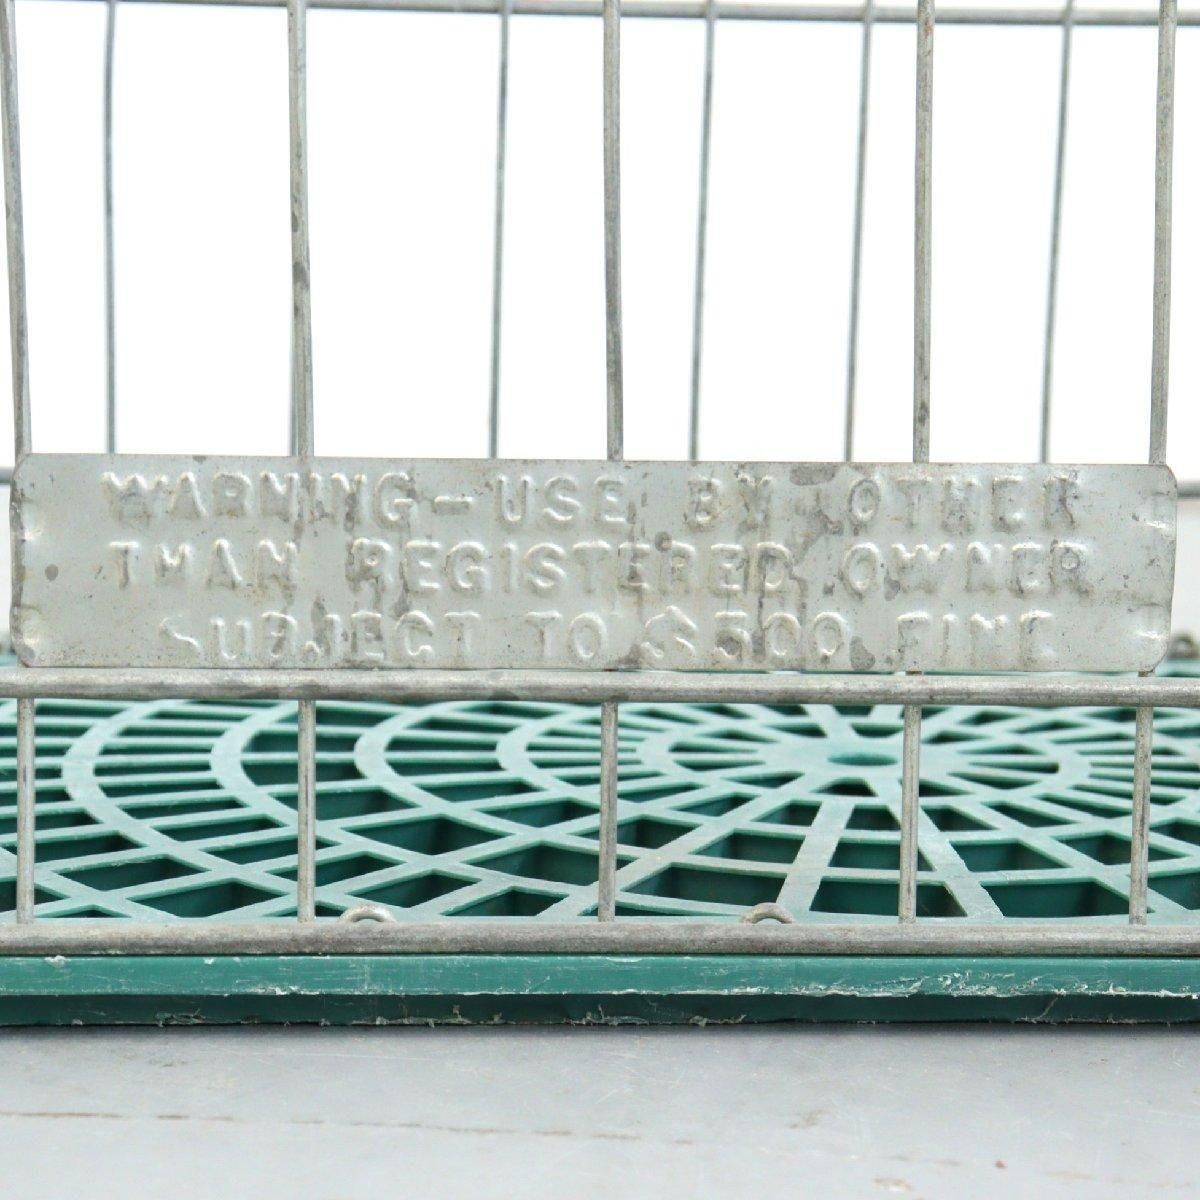 WARNING-USE BY OTHER
THAN REGISTERED OWNER
SUBJECT TO $500 FINE